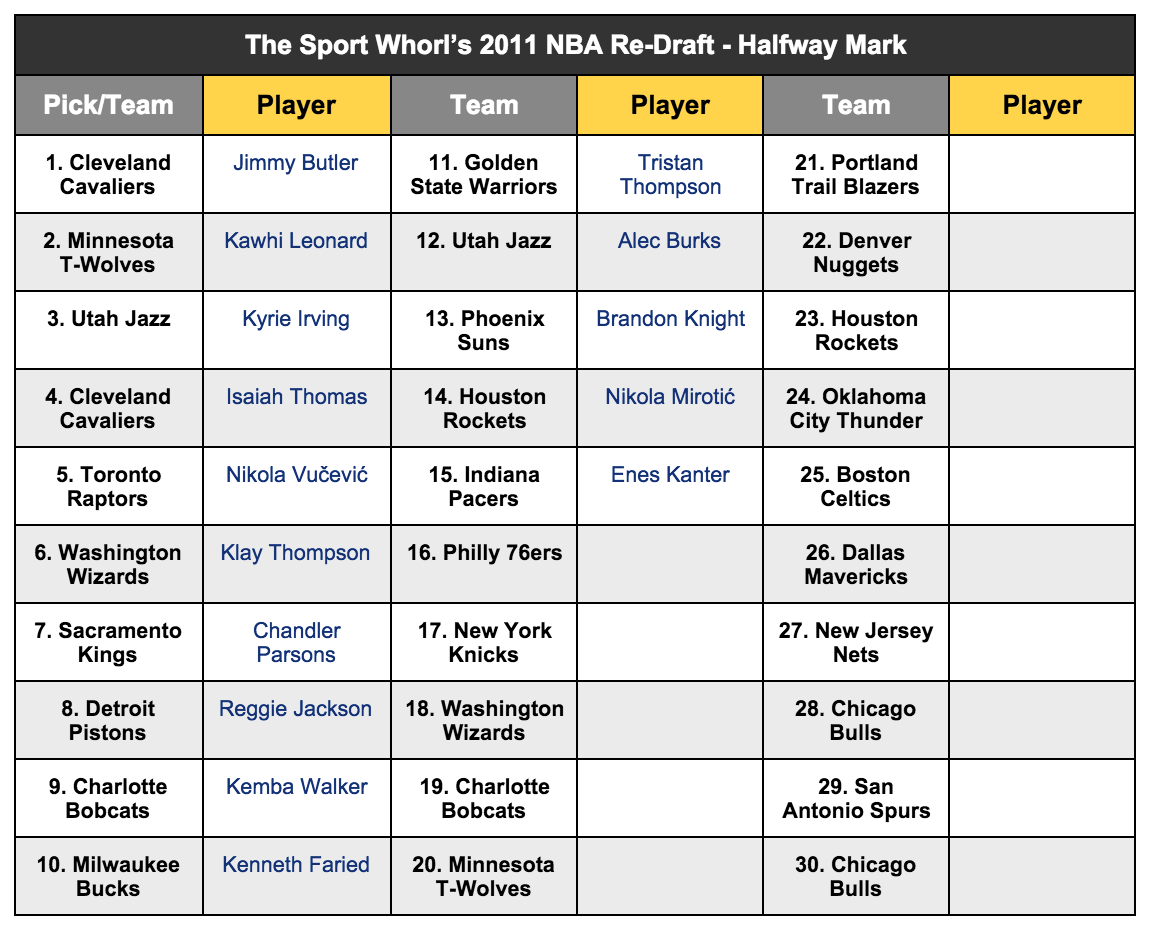 The Sport Whorl’s 2011 NBA Re-Draft - Halfway Mark
Pick/Team Player Team Player Team Player
1. Cleveland Cavaliers Jimmy Butler 11. Golden State Warriors Tristan Thompson 21. Portland Trail Blazers
2. Minnesota T-Wolves Kawhi Leonard 12. Utah Jazz Alec Burks 22. Denver Nuggets
3. Utah Jazz Kyrie Irving 13. Phoenix Suns Brandon Knight 23. Houston Rockets
4. Cleveland Cavaliers Isaiah Thomas 14. Houston Rockets Nikola Mirotić 24. Oklahoma City Thunder
5. Toronto Raptors Nikola Vučević 15. Indiana Pacers Enes Kanter 25. Boston Celtics
6. Washington Wizards Klay Thompson 16. Philly 76ers 26. Dallas Mavericks
7. Sacramento Kings Chandler Parsons 17. New York Knicks 27. New Jersey Nets
8. Detroit Pistons Reggie Jackson 18. Washington Wizards 28. Chicago Bulls
9. Charlotte Bobcats Kemba Walker 19. Charlotte Bobcats 29. San Antonio Spurs
10. Milwaukee Bucks Kenneth Faried 20. Minnesota T-Wolves 30. Chicago Bulls